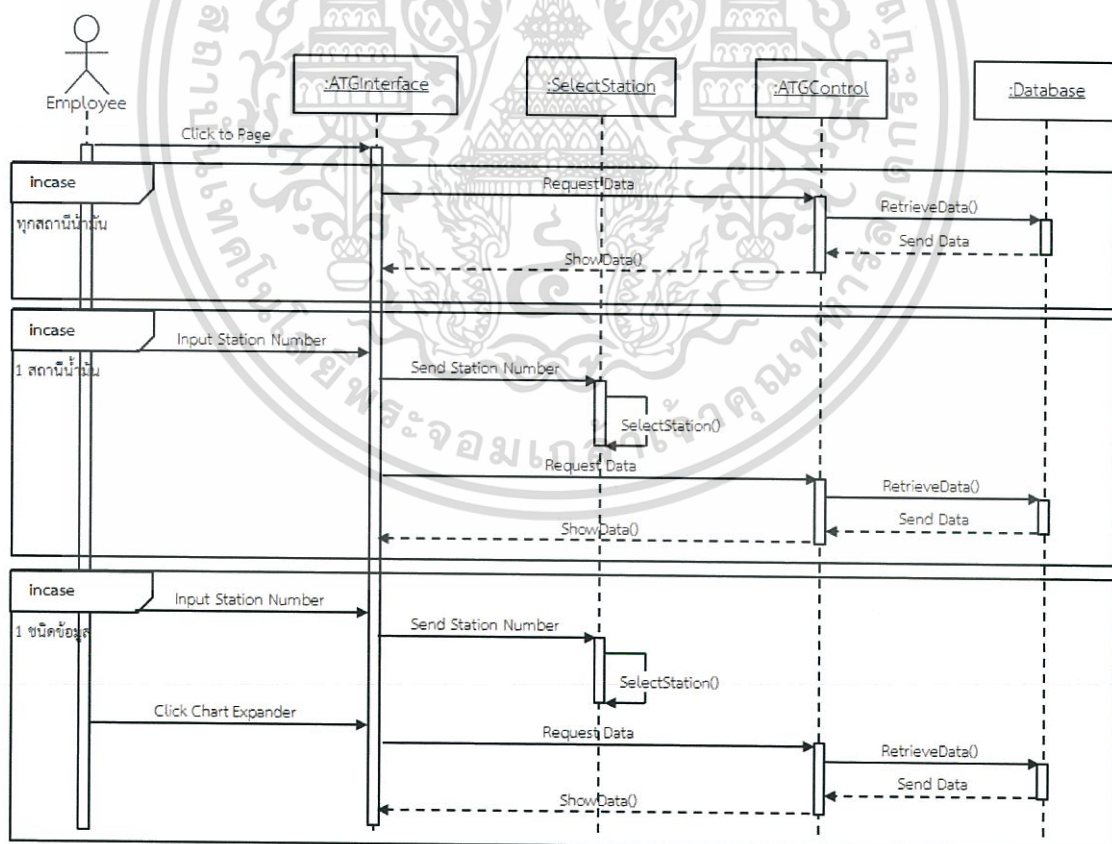 Employee
:ATGInterface
:SelectStation
:ATGControl
:Database
Click to Page
incase
ทุกสถานีน้ำมัน
Request Data
RetrieveData()
Send Data
ShowData()
incase
1 สถานีน้ำมัน
Input Station Number
Send Station Number
SelectStation()
Request Data
RetrieveData()
Send Data
ShowData()
incase
1 ชนิดข้อมูล
Input Station Number
Send Station Number
SelectStation()
Click Chart Expander
Request Data
RetrieveData()
Send Data
ShowData()